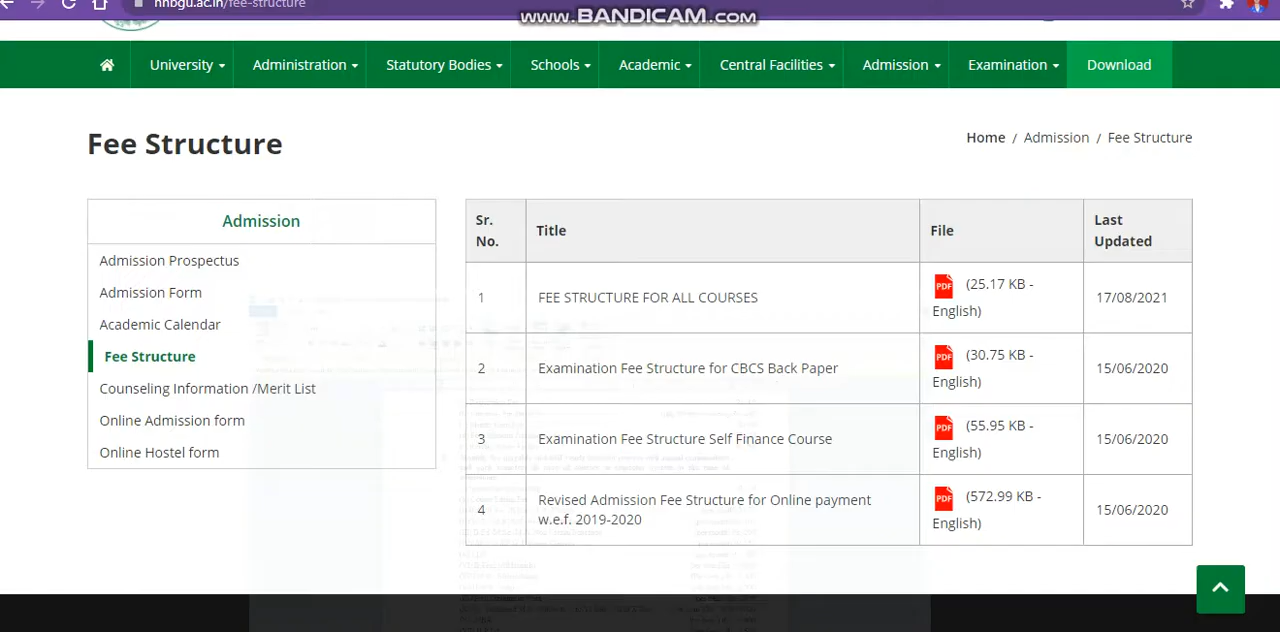 hnbgu.ac.in/fee-structure
www.BANDICAM.com
University
Administration
Statutory Bodies
Schools
Academic
Central Facilities
Admission
Examination
Download
Fee Structure
Home / Admission / Fee Structure
Admission
Admission Prospectus
Admission Form
Academic Calendar
Fee Structure
Counseling Information /Merit List
Online Admission form
Online Hostel form
Sr.
No.
Title
File
Last
Updated
1
FEE STRUCTURE FOR ALL COURSES
PDF (25.17 KB -
English)
17/08/2021
2
Examination Fee Structure for CBCS Back Paper
PDF (30.75 KB -
English)
15/06/2020
3
Examination Fee Structure Self Finance Course
PDF (55.95 KB -
English)
15/06/2020
4
Revised Admission Fee Structure for Online payment
w.e.f. 2019-2020
PDF (572.99 KB -
English)
15/06/2020